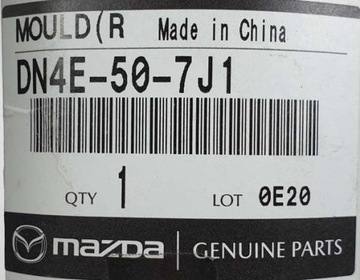 MOULD(R Made in China
DN4E-50-7J1
QTY 1 LOT 0E20
mazda GENUINE PARTS